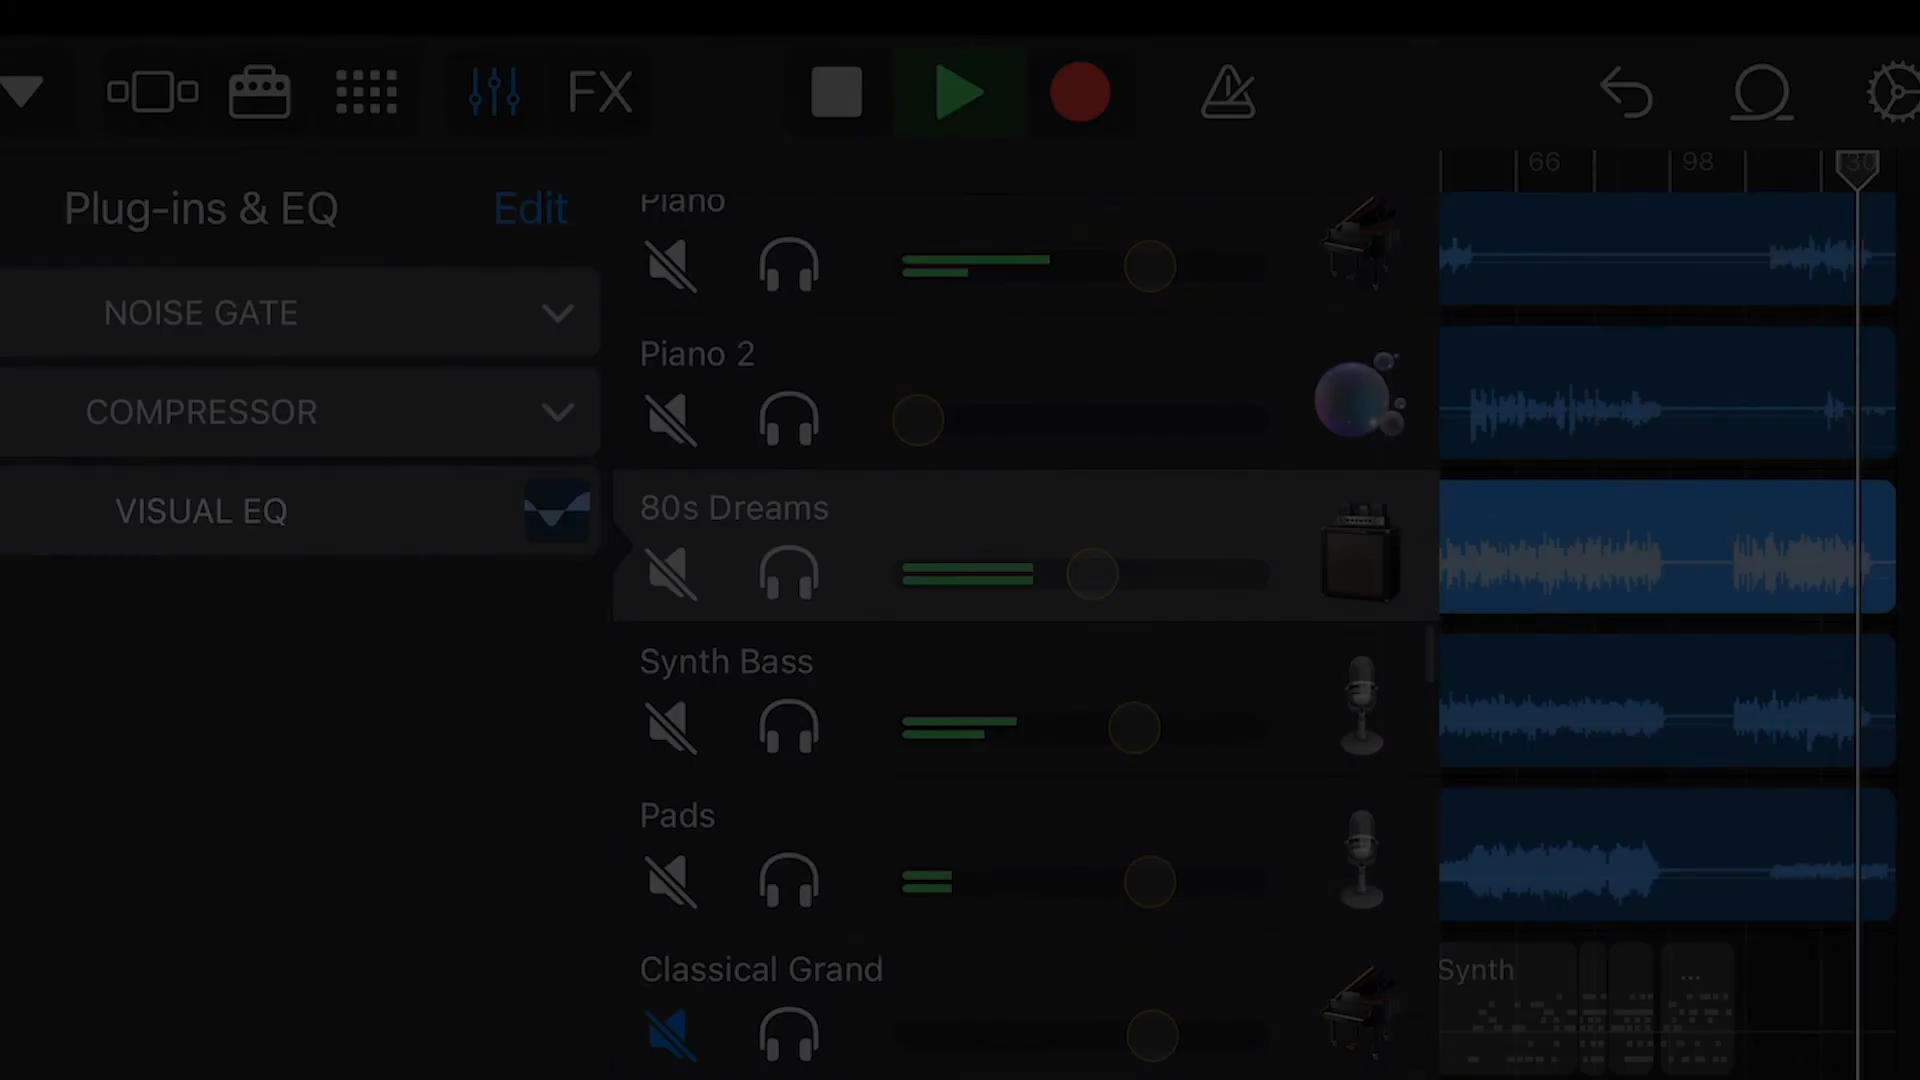 FX
66
98
130
Plug-ins & EQ
Edit
NOISE GATE
COMPRESSOR
VISUAL EQ
Piano
Piano 2
80s Dreams
Synth Bass
Pads
Classical Grand
Synth
...